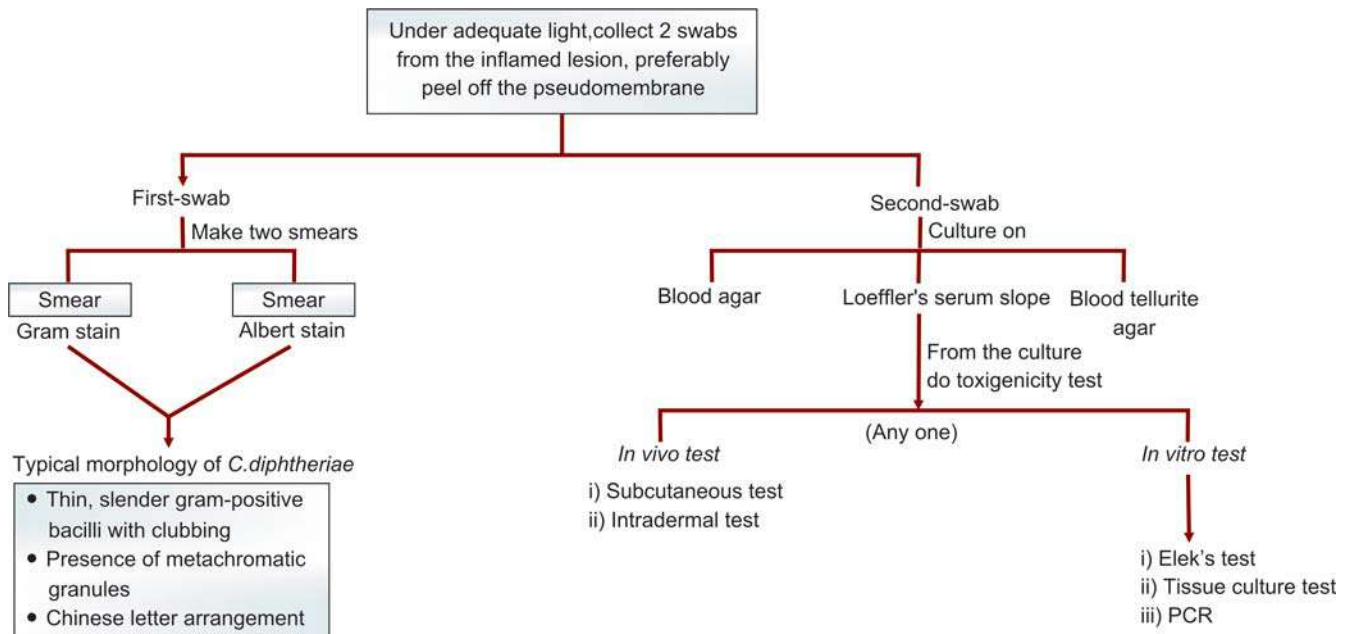 Under adequate light,collect 2 swabs
from the inflamed lesion, preferably
peel off the pseudomembrane
First-swab
Make two smears
Smear
Gram stain
Smear
Albert stain
Typical morphology of C.diphtheriae
• Thin, slender gram-positive
bacilli with clubbing
• Presence of metachromatic
granules
• Chinese letter arrangement
Second-swab
Culture on
Blood agar
Loeffler's serum slope
Blood tellurite
agar
From the culture
do toxigenicity test
(Any one)
In vivo test
i) Subcutaneous test
ii) Intradermal test
In vitro test
i) Elek's test
ii) Tissue culture test
iii) PCR